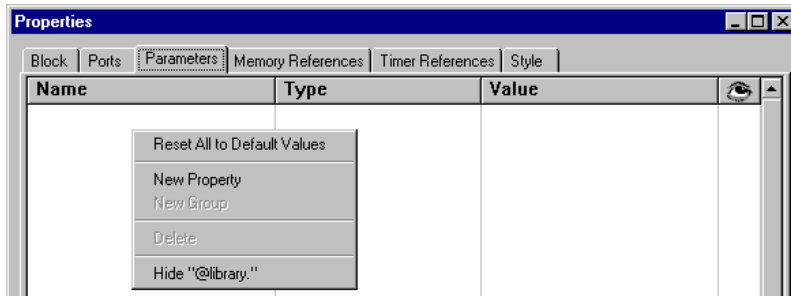 Properties
Block Ports Parameters Memory References Timer References Style
Name Type Value
Reset All to Default Values
New Property
New Group
Delete
Hide "@library."